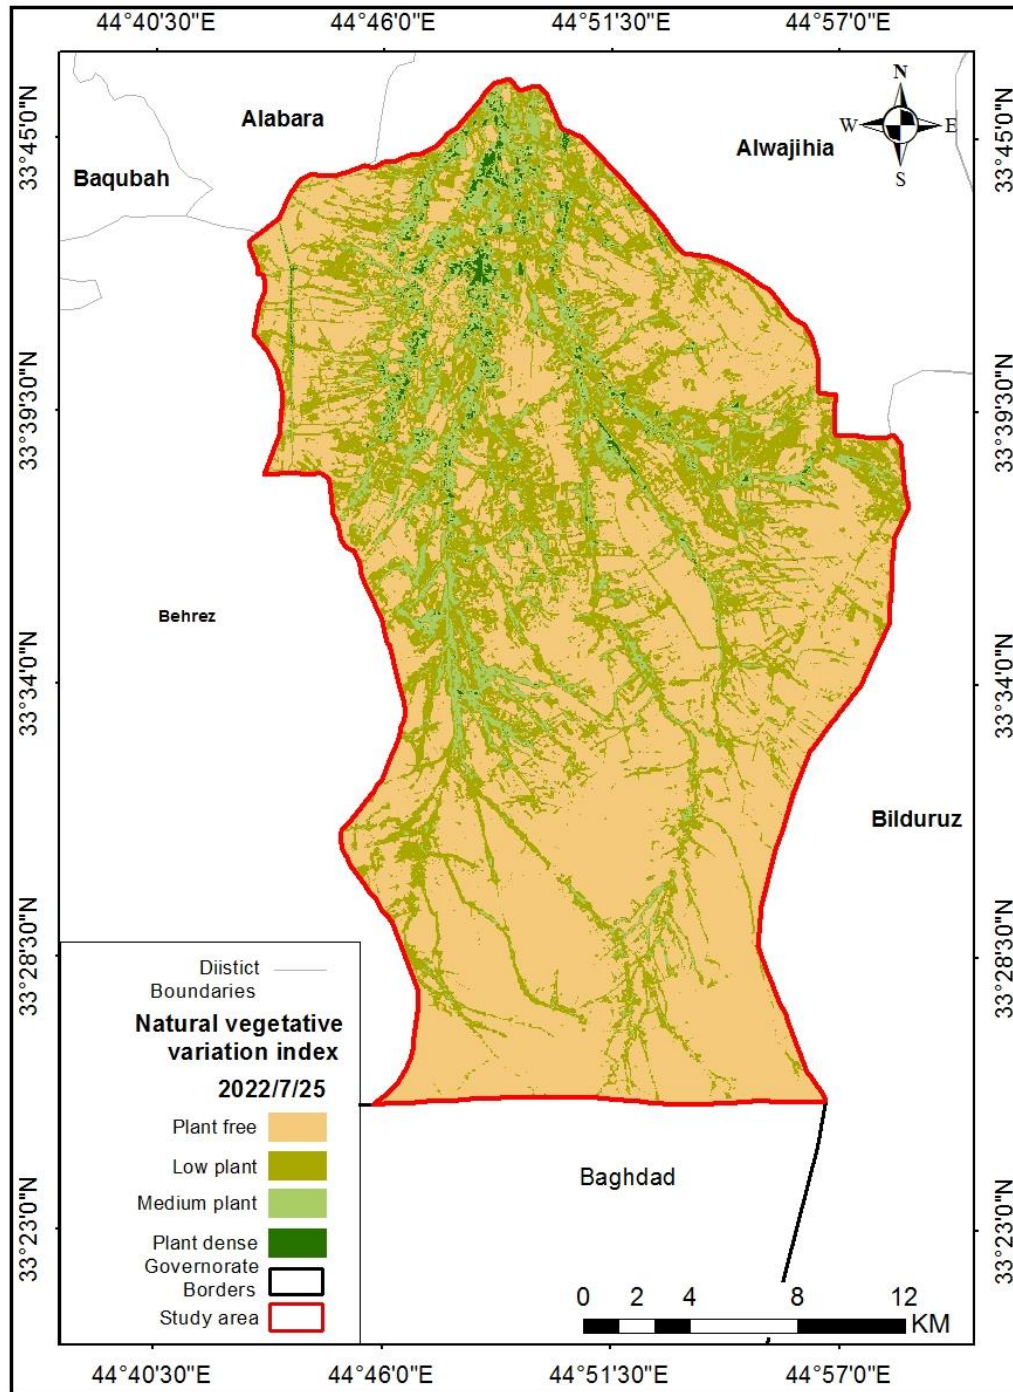 44°40'30"E
44°46'0"E
44°51'30"E
44°57'0"E
33°45'0"N
33°39'30"N
33°34'0"N
33°28'30"N
33°23'0"N
Alabara
Baqubah
Alwajihia
N
W
E
S
Behrez
Bilduruz
Baghdad
Diistict
Boundaries
Natural vegetative
variation index
2022/7/25
Plant free
Low plant
Medium plant
Plant dense
Governorate
Borders
Study area
0 2 4 8 12
KM
33°45'0"N
33°39'30"N
33°34'0"N
33°28'30"N
33°23'0"N
44°40'30"E
44°46'0"E
44°51'30"E
44°57'0"E